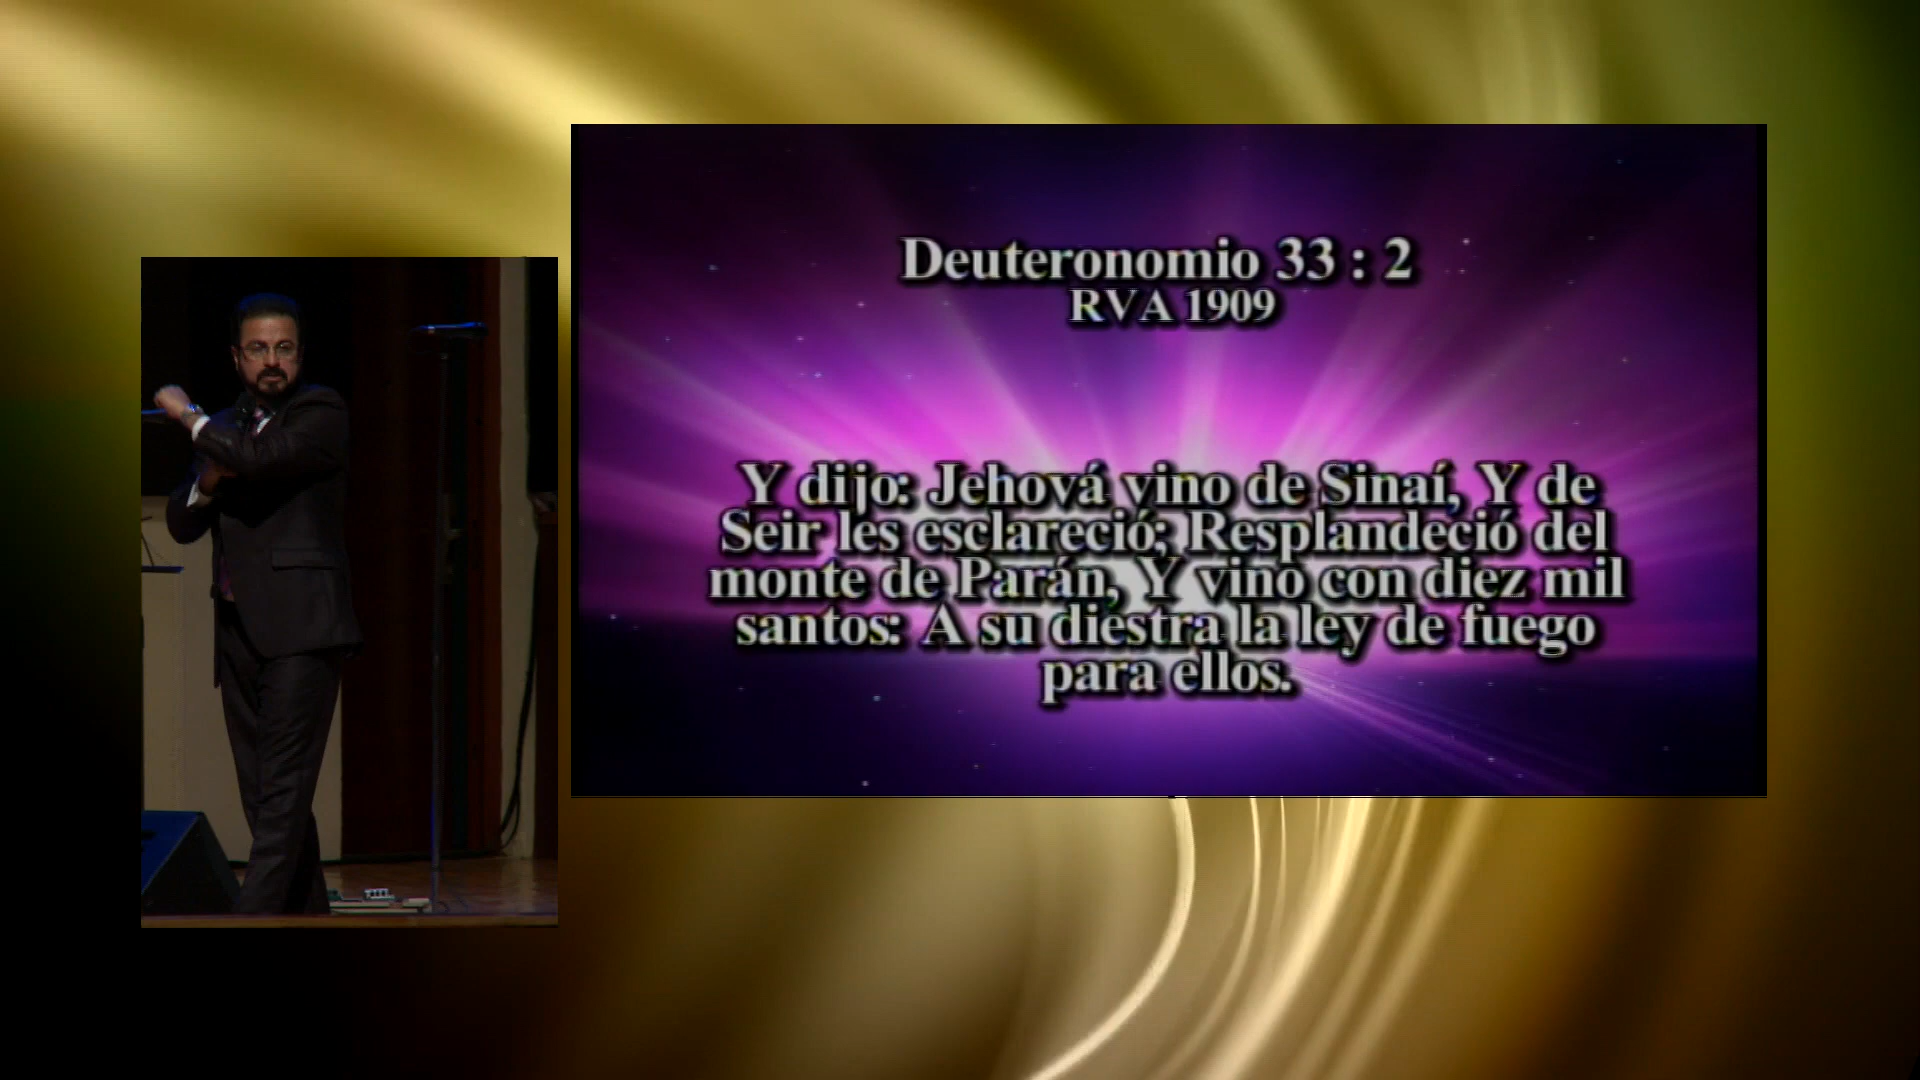 Deuteronomio 33 : 2
RVA 1909
Y dijo: Jehová vino de Sinaí, Y de
Seir les esclareció; Resplandeció del
monte de Parán, Y vino con diez mil
santos: A su diestra la ley de fuego
para ellos.